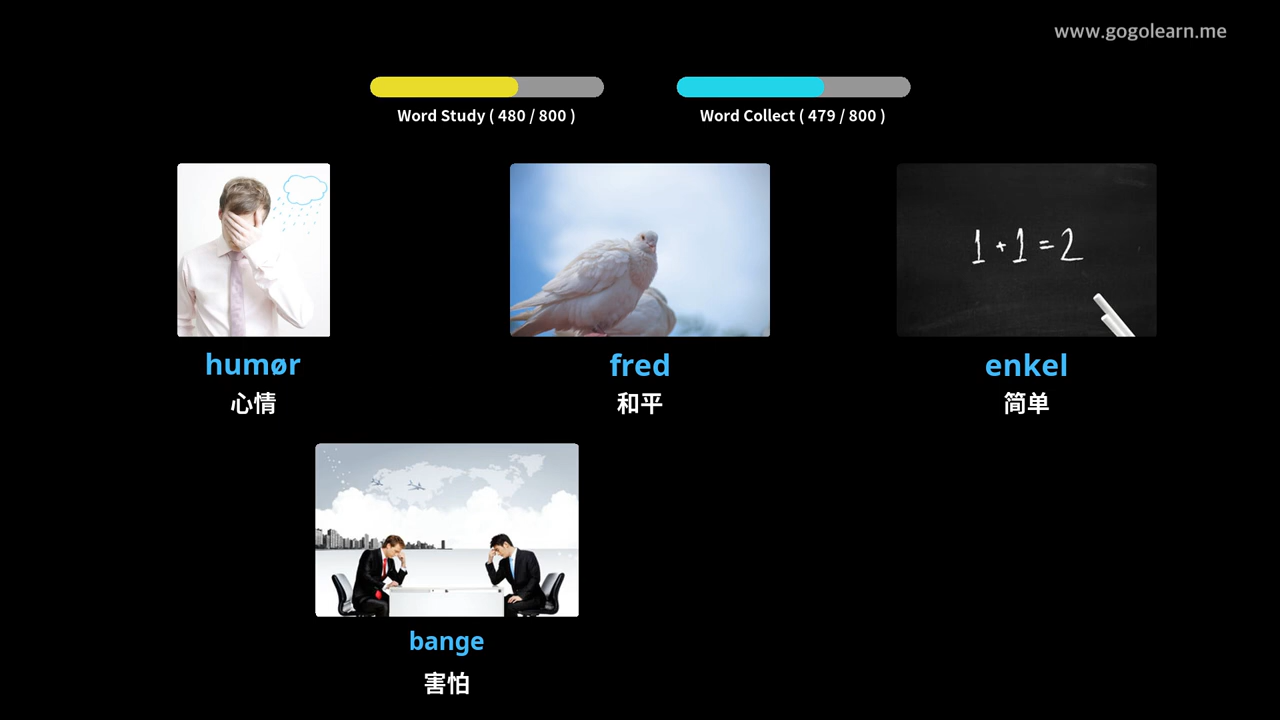 www.gogolearn.me
Word Study ( 480 / 800 )
Word Collect ( 479 / 800 )
1 + 1 = 2
humør
心情
fred
和平
enkel
简单
bange
害怕